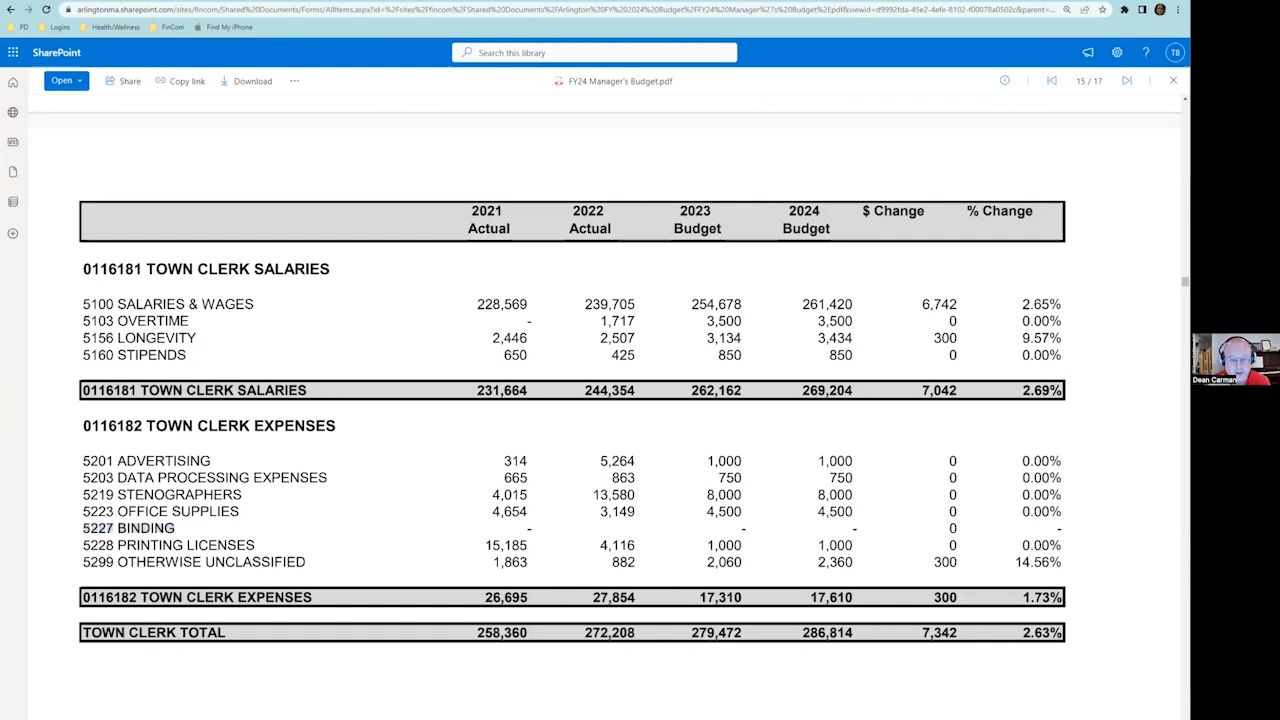 arlingtonma.sharepoint.com/sites/fincom/Shared%20Documents/Forms/AllItems.aspx?id=%2Fsites%2Ffincom%2FShared%20Documents%2FArlington%20FY%202024%20Budget%2FFY24%20Manager%27s%20Budget%2Epdf&viewid=d9992fda-45e2-4efe-8102-f00078a0502c&parent=...
PD Logins Health/Wellness FinCom Find My iPhone
SharePoint Search this library ? TB
Open Share Copy link Download ... FY24 Manager's Budget.pdf 15 / 17
2021 2022 2023 2024 $ Change % Change
Actual Actual Budget Budget
0116181 TOWN CLERK SALARIES
5100 SALARIES & WAGES 228,569 239,705 254,678 261,420 6,742 2.65%
5103 OVERTIME - 1,717 3,500 3,500 0 0.00%
5156 LONGEVITY 2,446 2,507 3,134 3,434 300 9.57%
5160 STIPENDS 650 425 850 850 0 0.00%
0116181 TOWN CLERK SALARIES 231,664 244,354 262,162 269,204 7,042 2.69%
0116182 TOWN CLERK EXPENSES
5201 ADVERTISING 314 5,264 1,000 1,000 0 0.00%
5203 DATA PROCESSING EXPENSES 665 863 750 750 0 0.00%
5219 STENOGRAPHERS 4,015 13,580 8,000 8,000 0 0.00%
5223 OFFICE SUPPLIES 4,654 3,149 4,500 4,500 0 0.00%
5227 BINDING - - - 0 -
5228 PRINTING LICENSES 15,185 4,116 1,000 1,000 0 0.00%
5299 OTHERWISE UNCLASSIFIED 1,863 882 2,060 2,360 300 14.56%
0116182 TOWN CLERK EXPENSES 26,695 27,854 17,310 17,610 300 1.73%
TOWN CLERK TOTAL 258,360 272,208 279,472 286,814 7,342 2.63%
Dean Carman